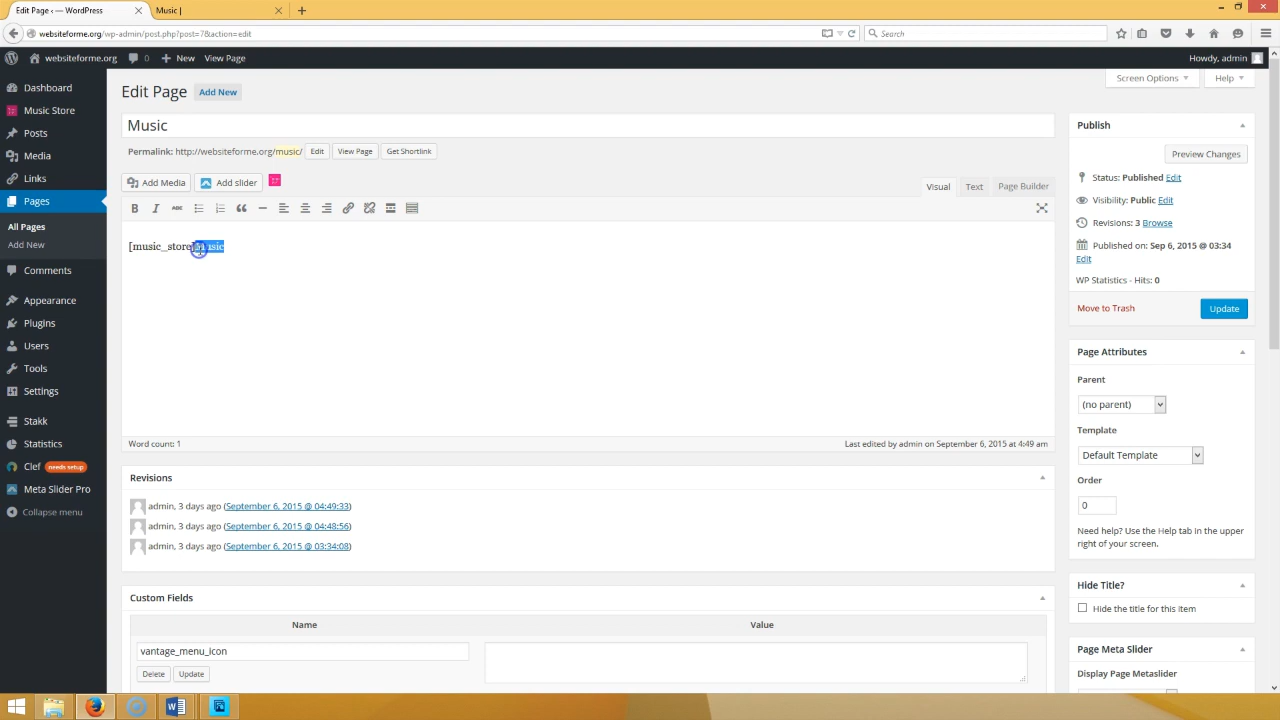 Edit Page ‹ — WordPress
Music |
websiteforme.org/wp-admin/post.php?post=7&action=edit
Search
websiteforme.org
0
New
View Page
Howdy, admin
Dashboard
Music Store
Posts
Media
Links
Pages
All Pages
Add New
Comments
Appearance
Plugins
Users
Tools
Settings
Stakk
Statistics
Clef needs setup
Meta Slider Pro
Collapse menu
Screen Options
Help
Edit Page
Add New
Music
Permalink: http://websiteforme.org/music/
Edit
View Page
Get Shortlink
Add Media
Add slider
Visual
Text
Page Builder
B I ABC
[music_store]Music
Word count: 1
Last edited by admin on September 6, 2015 at 4:49 am
Revisions
admin, 3 days ago (September 6, 2015 @ 04:49:33)
admin, 3 days ago (September 6, 2015 @ 04:48:56)
admin, 3 days ago (September 6, 2015 @ 03:34:08)
Custom Fields
Name
Value
vantage_menu_icon
Delete
Update
Publish
Preview Changes
Status: Published Edit
Visibility: Public Edit
Revisions: 3 Browse
Published on: Sep 6, 2015 @ 03:34
Edit
WP Statistics - Hits: 0
Move to Trash
Update
Page Attributes
Parent
(no parent)
Template
Default Template
Order
0
Need help? Use the Help tab in the upper
right of your screen.
Hide Title?
Hide the title for this item
Page Meta Slider
Display Page Metaslider